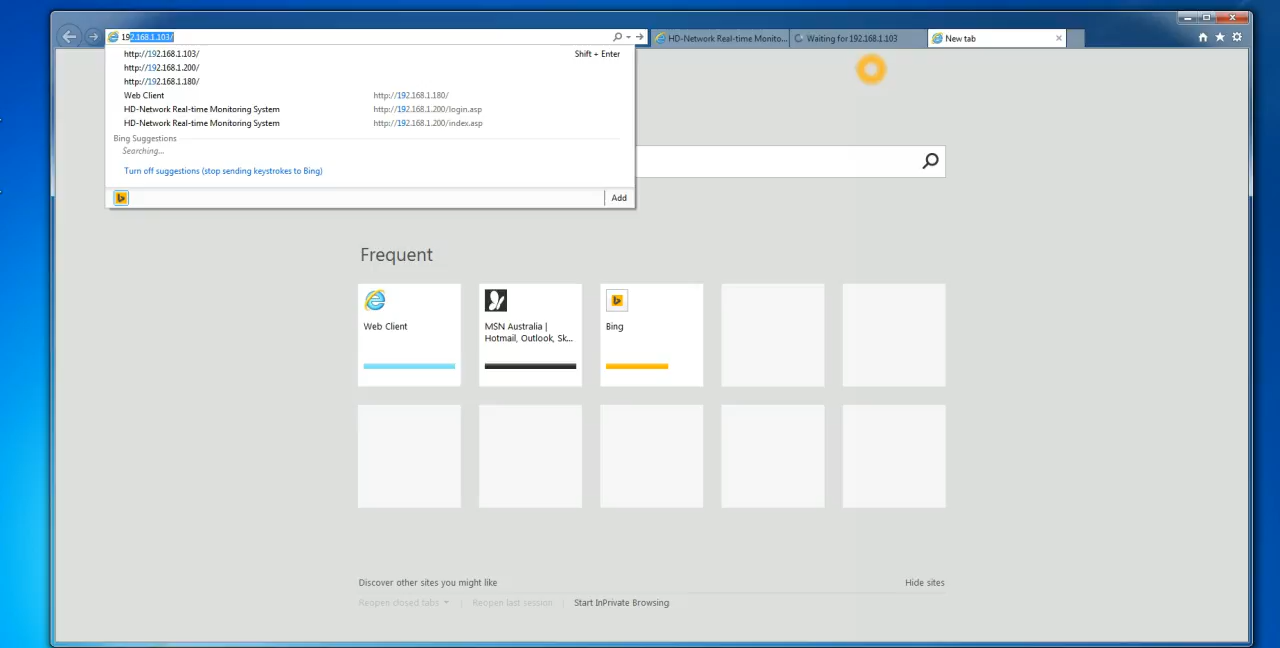 192.168.1.103/
HD-Network Real-time Monito...
Waiting for 192.168.1.103
New tab
http://192.168.1.103/ Shift + Enter
http://192.168.1.200/
http://192.168.1.180/
Web Client http://192.168.1.180/
HD-Network Real-time Monitoring System http://192.168.1.200/login.asp
HD-Network Real-time Monitoring System http://192.168.1.200/index.asp
Bing Suggestions
Searching...
Turn off suggestions (stop sending keystrokes to Bing)
Add
Frequent
Web Client
MSN Australia |
Hotmail, Outlook, Sk...
Bing
Discover other sites you might like
Hide sites
Reopen closed tabs | Reopen last session | Start InPrivate Browsing